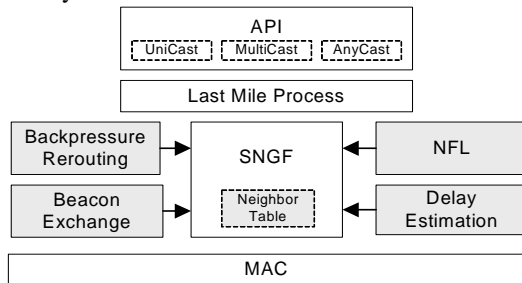 API
UniCast MultiCast AnyCast
Last Mile Process
Backpressure
Rerouting
SNGF
NFL
Beacon
Exchange
Neighbor
Table
Delay
Estimation
MAC